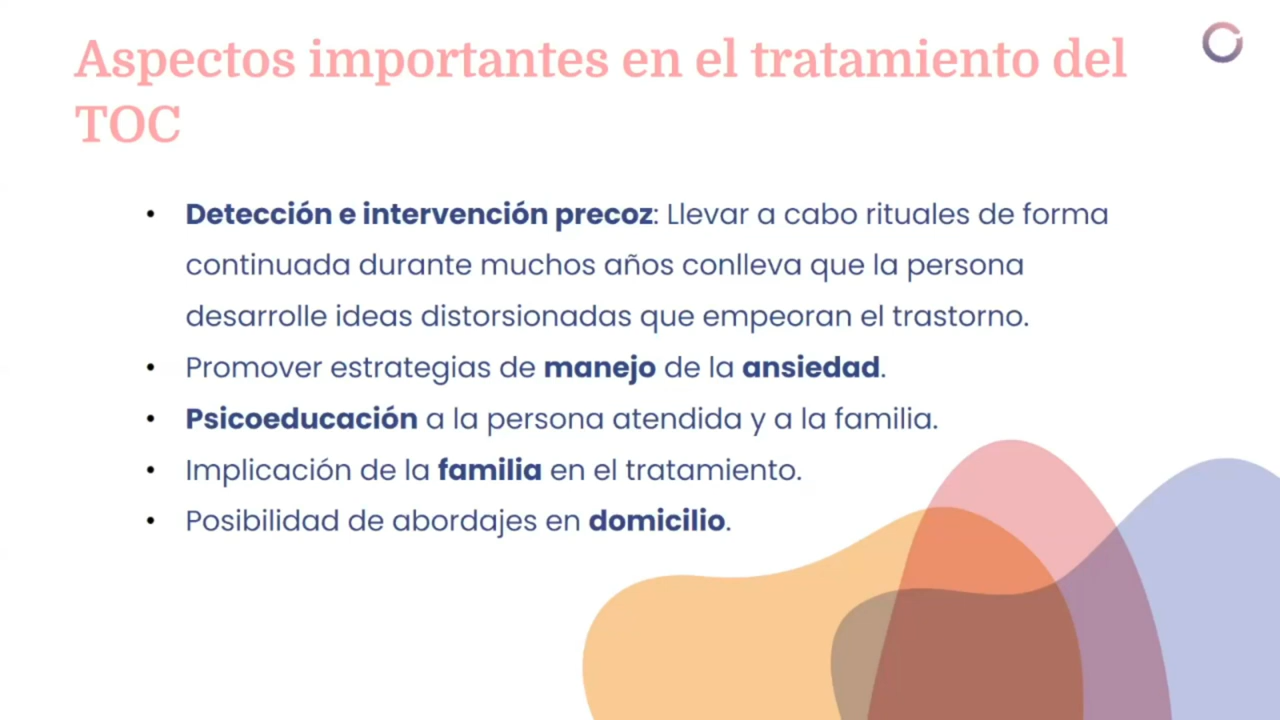 Aspectos importantes en el tratamiento del
TOC
• Detección e intervención precoz: Llevar a cabo rituales de forma
continuada durante muchos años conlleva que la persona
desarrolle ideas distorsionadas que empeoran el trastorno.
• Promover estrategias de manejo de la ansiedad.
• Psicoeducación a la persona atendida y a la familia.
• Implicación de la familia en el tratamiento.
• Posibilidad de abordajes en domicilio.